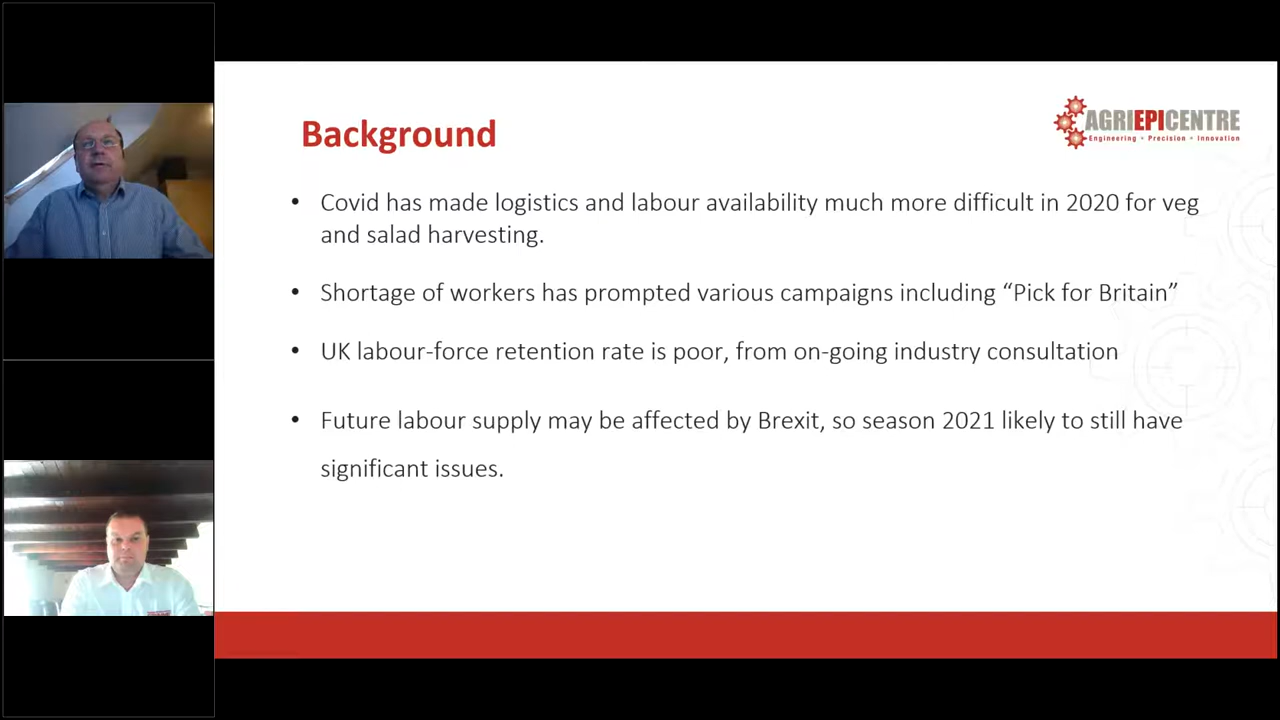 Background
AGRIEPICENTRE
Engineering • Precision • Innovation
• Covid has made logistics and labour availability much more difficult in 2020 for veg
and salad harvesting.
• Shortage of workers has prompted various campaigns including “Pick for Britain”
• UK labour-force retention rate is poor, from on-going industry consultation
• Future labour supply may be affected by Brexit, so season 2021 likely to still have
significant issues.